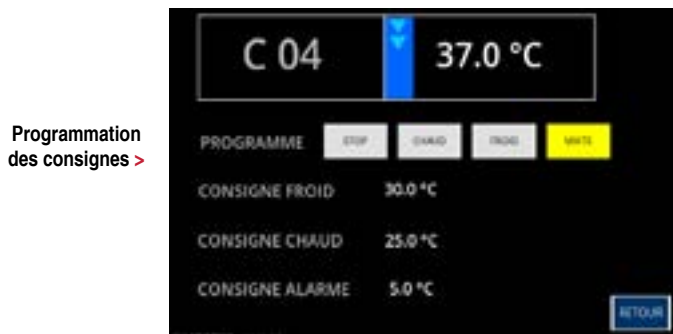 C 04
37.0 °C
Programmation
des consignes >
PROGRAMME STOP CHAUD FROID MIXTE
CONSIGNE FROID 30.0 °C
CONSIGNE CHAUD 25.0 °C
CONSIGNE ALARME 5.0 °C
RETOUR